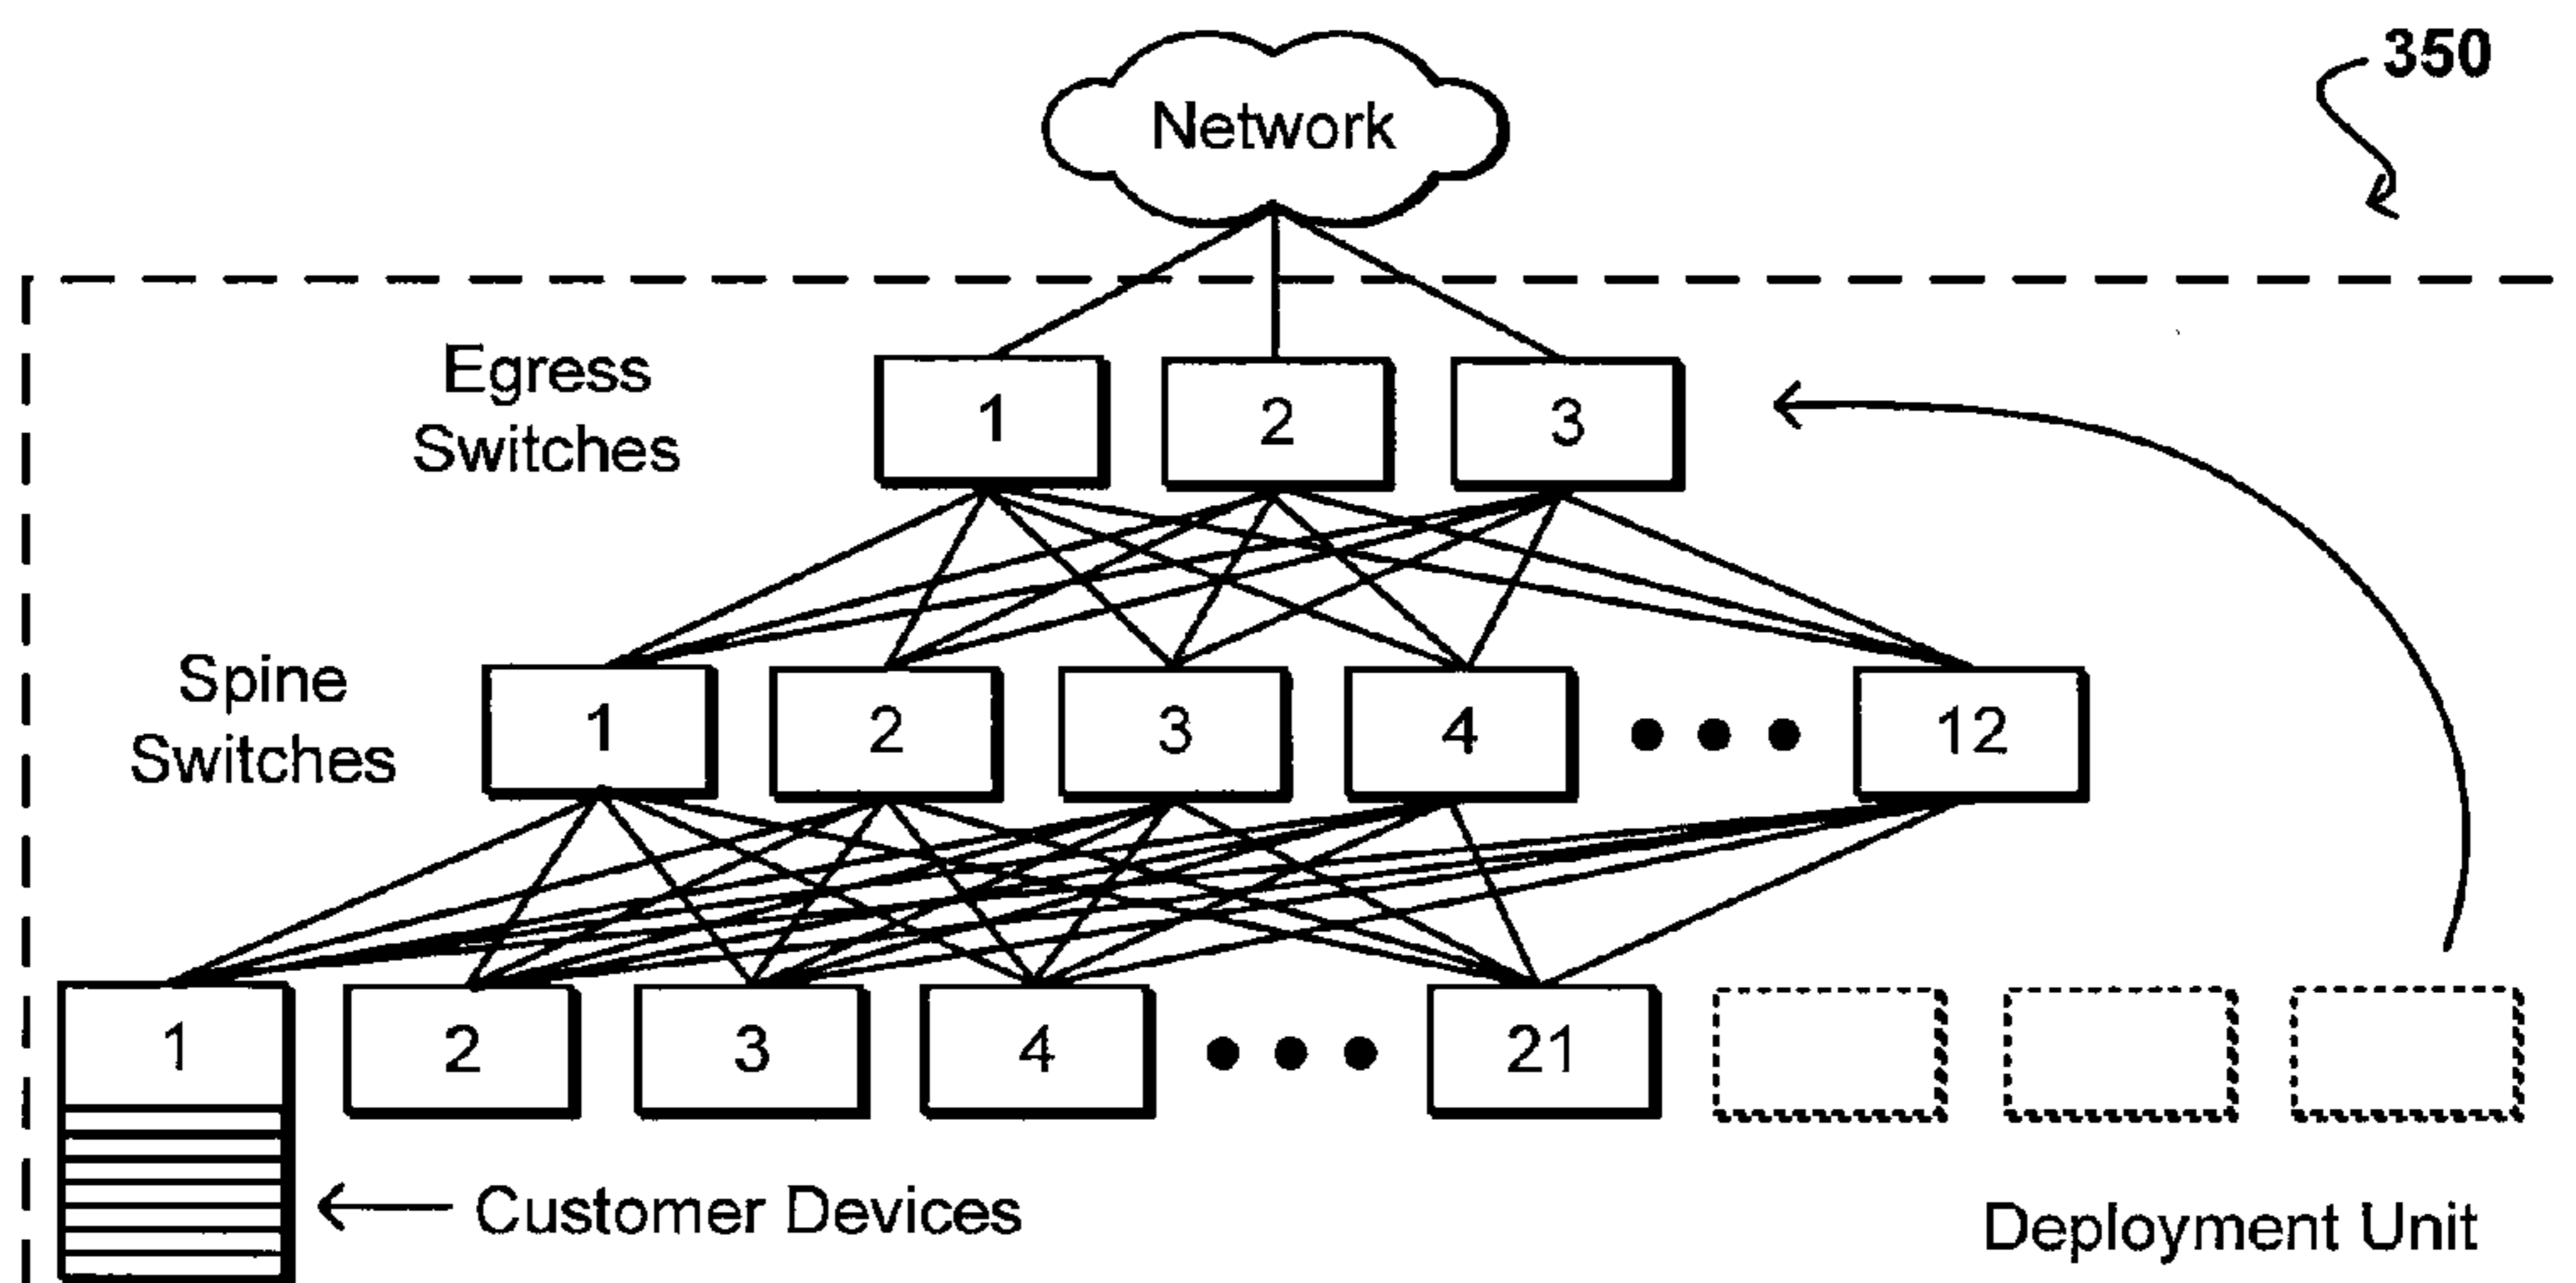 350
Network
Egress
Switches
1 2 3
Spine
Switches
1 2 3 4 12
1 2 3 4 21
Customer Devices
Deployment Unit